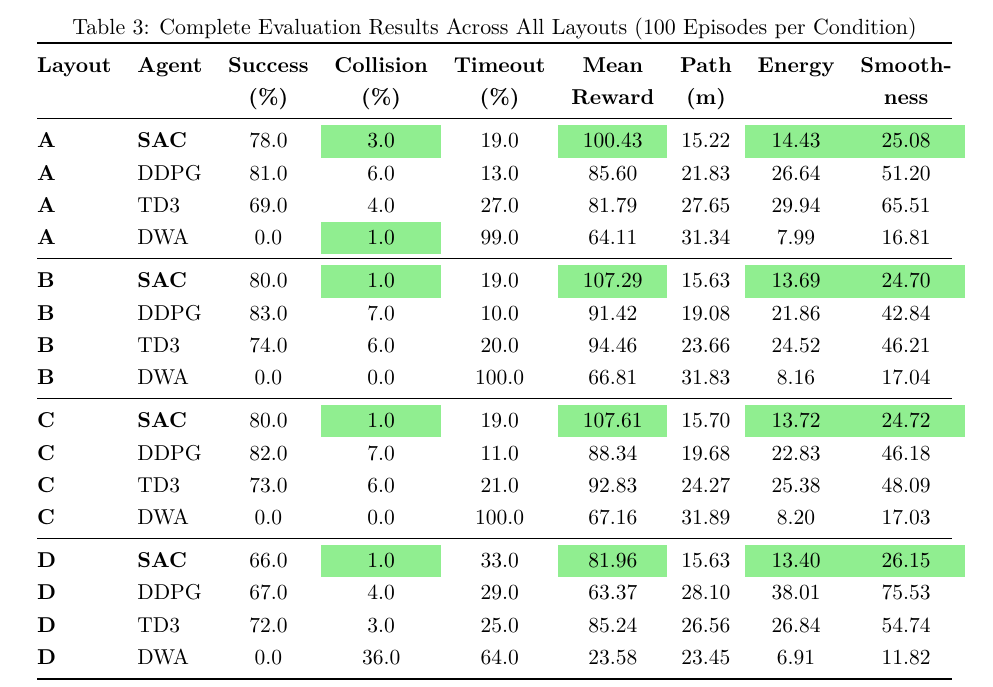 Table 3: Complete Evaluation Results Across All Layouts (100 Episodes per Condition)
Layout Agent Success Collision Timeout Mean Path Energy Smooth-
(%) (%) (%) Reward (m) ness
A SAC 78.0 3.0 19.0 100.43 15.22 14.43 25.08
A DDPG 81.0 6.0 13.0 85.60 21.83 26.64 51.20
A TD3 69.0 4.0 27.0 81.79 27.65 29.94 65.51
A DWA 0.0 1.0 99.0 64.11 31.34 7.99 16.81
B SAC 80.0 1.0 19.0 107.29 15.63 13.69 24.70
B DDPG 83.0 7.0 10.0 91.42 19.08 21.86 42.84
B TD3 74.0 6.0 20.0 94.46 23.66 24.52 46.21
B DWA 0.0 0.0 100.0 66.81 31.83 8.16 17.04
C SAC 80.0 1.0 19.0 107.61 15.70 13.72 24.72
C DDPG 82.0 7.0 11.0 88.34 19.68 22.83 46.18
C TD3 73.0 6.0 21.0 92.83 24.27 25.38 48.09
C DWA 0.0 0.0 100.0 67.16 31.89 8.20 17.03
D SAC 66.0 1.0 33.0 81.96 15.63 13.40 26.15
D DDPG 67.0 4.0 29.0 63.37 28.10 38.01 75.53
D TD3 72.0 3.0 25.0 85.24 26.56 26.84 54.74
D DWA 0.0 36.0 64.0 23.58 23.45 6.91 11.82